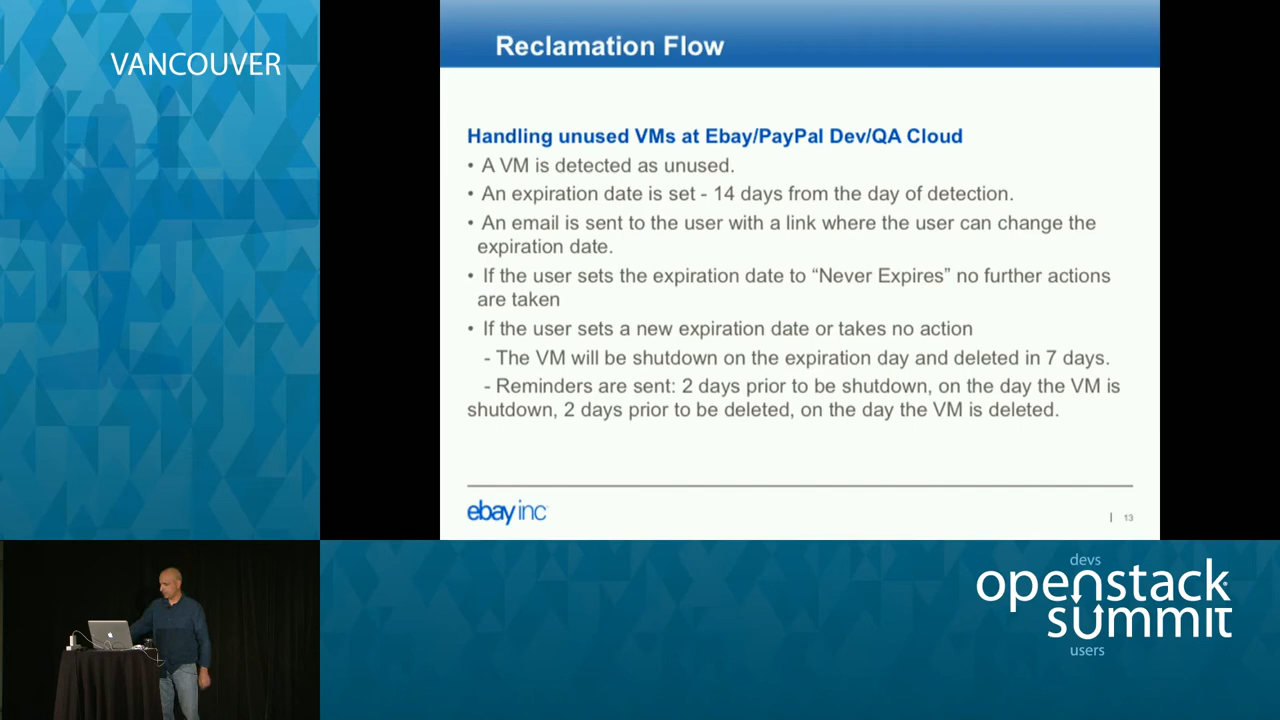 VANCOUVER
Reclamation Flow
Handling unused VMs at Ebay/PayPal Dev/QA Cloud
• A VM is detected as unused.
• An expiration date is set - 14 days from the day of detection.
• An email is sent to the user with a link where the user can change the
expiration date.
• If the user sets the expiration date to “Never Expires” no further actions
are taken
• If the user sets a new expiration date or takes no action
- The VM will be shutdown on the expiration day and deleted in 7 days.
- Reminders are sent: 2 days prior to be shutdown, on the day the VM is
shutdown, 2 days prior to be deleted, on the day the VM is deleted.
ebay inc
| 13
devs
openstack
summit
users